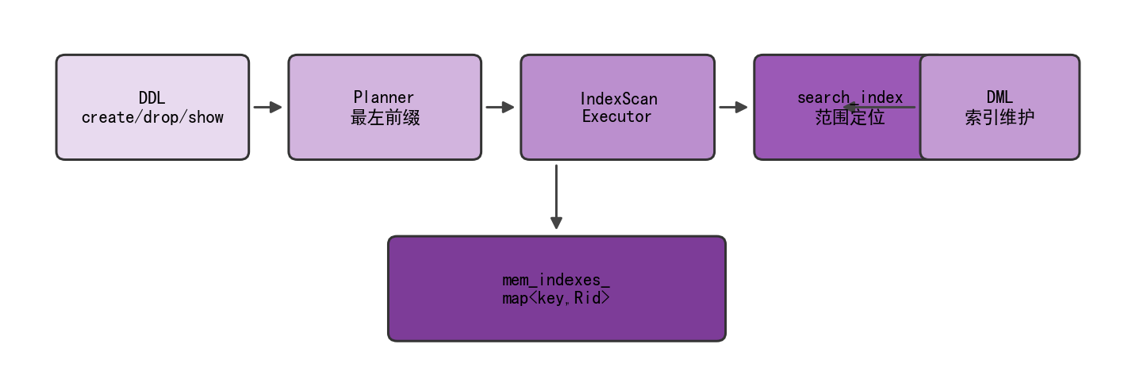 DDL
create/drop/show
Planner
最左前缀
IndexScan
Executor
search_index
范围定位
DML
索引维护
mem_indexes_
map<key,Rid>